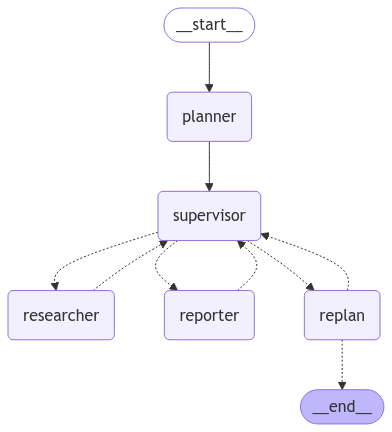 __start__
planner
supervisor
researcher
reporter
replan
__end__